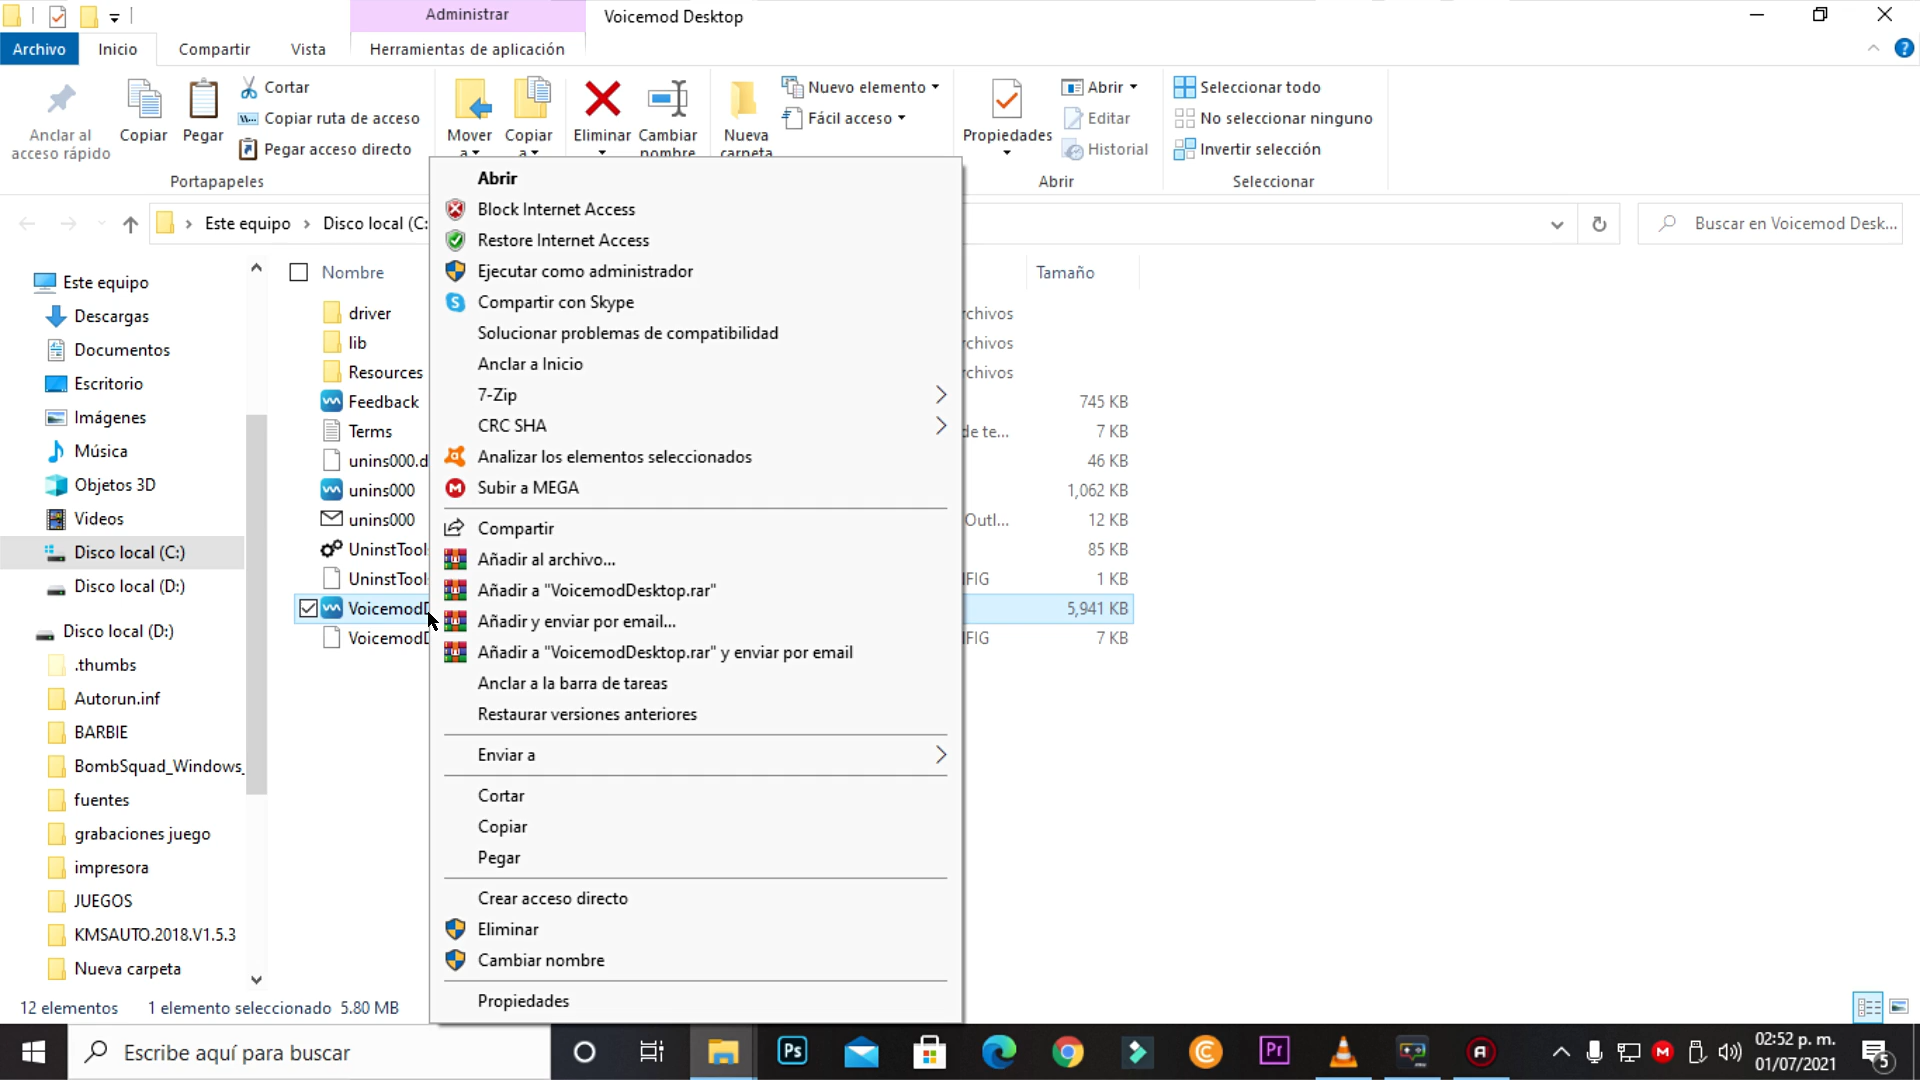 Administrar
Voicemod Desktop
Archivo
Inicio
Compartir
Vista
Herramientas de aplicación
Anclar al
acceso rápido
Copiar
Pegar
Cortar
Copiar ruta de acceso
Pegar acceso directo
Portapapeles
Mover
a
Copiar
a
Eliminar
Cambiar
nombre
Nueva
carpeta
Nuevo elemento
Fácil acceso
Propiedades
Abrir
Editar
Historial
Abrir
Seleccionar todo
No seleccionar ninguno
Invertir selección
Seleccionar
Este equipo
Disco local (C:
Buscar en Voicemod Desk...
Este equipo
Descargas
Documentos
Escritorio
Imágenes
Música
Objetos 3D
Videos
Disco local (C:)
Disco local (D:)
Disco local (D:)
.thumbs
Autorun.inf
BARBIE
BombSquad_Windows_
fuentes
grabaciones juego
impresora
JUEGOS
KMSAUTO.2018.V1.5.3
Nueva carpeta
Nombre
Tamaño
driver
rchivos
lib
rchivos
Resources
rchivos
Feedback
745 KB
Terms
de te...
7 KB
unins000.d
46 KB
unins000
1,062 KB
unins000
Outl...
12 KB
UninstTool
85 KB
UninstTool
FIG
1 KB
VoicemodD
5,941 KB
VoicemodD
FIG
7 KB
Abrir
Block Internet Access
Restore Internet Access
Ejecutar como administrador
Compartir con Skype
Solucionar problemas de compatibilidad
Anclar a Inicio
7-Zip
CRC SHA
Analizar los elementos seleccionados
Subir a MEGA
Compartir
Añadir al archivo...
Añadir a "VoicemodDesktop.rar"
Añadir y enviar por email...
Añadir a "VoicemodDesktop.rar" y enviar por email
Anclar a la barra de tareas
Restaurar versiones anteriores
Enviar a
Cortar
Copiar
Pegar
Crear acceso directo
Eliminar
Cambiar nombre
Propiedades
12 elementos
1 elemento seleccionado 5.80 MB
Escribe aquí para buscar
Ps
Pr
02:52 p. m.
01/07/2021
5